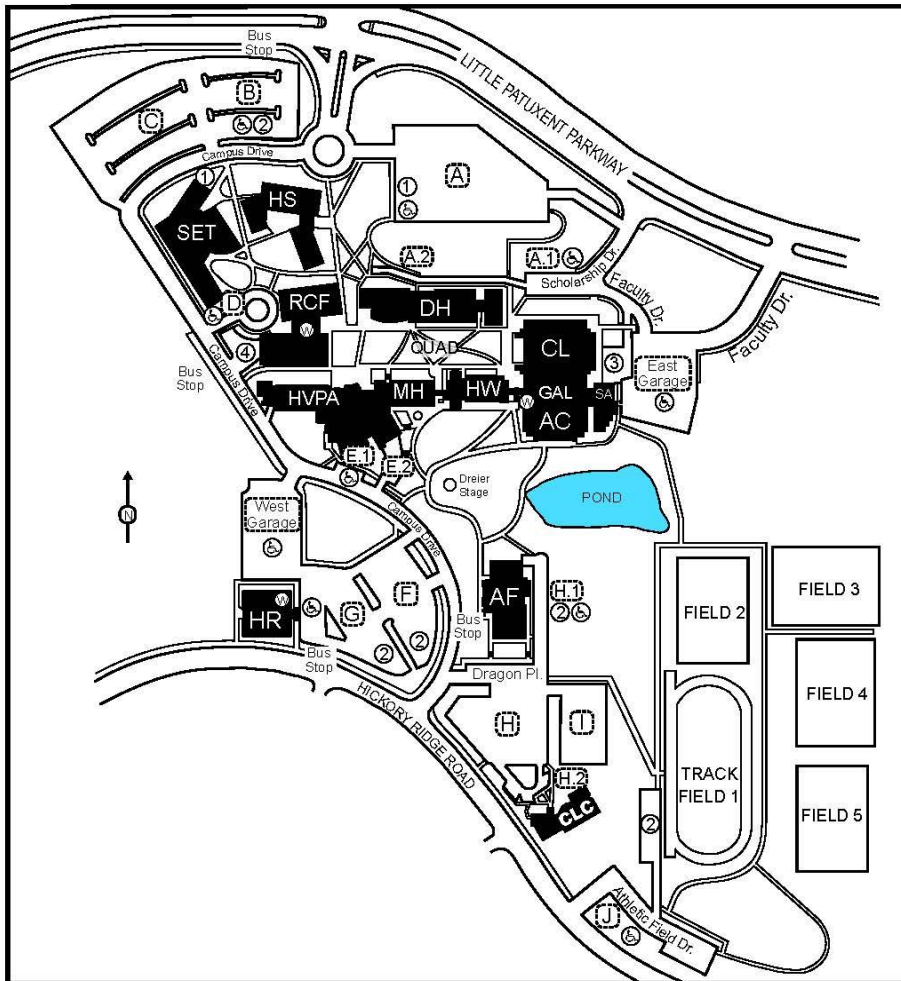 Bus
Stop
LITTLE PATUXENT PARKWAY
B
C
2
Campus Drive
A
1
1
HS
SET
A.2
A.1
Scholarship Dr.
Faculty Dr.
Faculty Dr.
D
RCF
DH
W
QUAD
CL
3
4
Bus
Stop
Campus Drive
East
Garage
HVPA
MH
HW
GAL
SA
W
AC
E.1
E.2
Dreier
Stage
POND
N
West
Garage
Campus Drive
FIELD 2
FIELD 3
F
AF
H.1
2
HR
W
G
Bus
Stop
2
2
Bus
Stop
FIELD 4
Dragon Pl.
HICKORY RIDGE ROAD
H
I
TRACK
FIELD 1
H.2
CLC
2
FIELD 5
J
Athletic Field Dr.